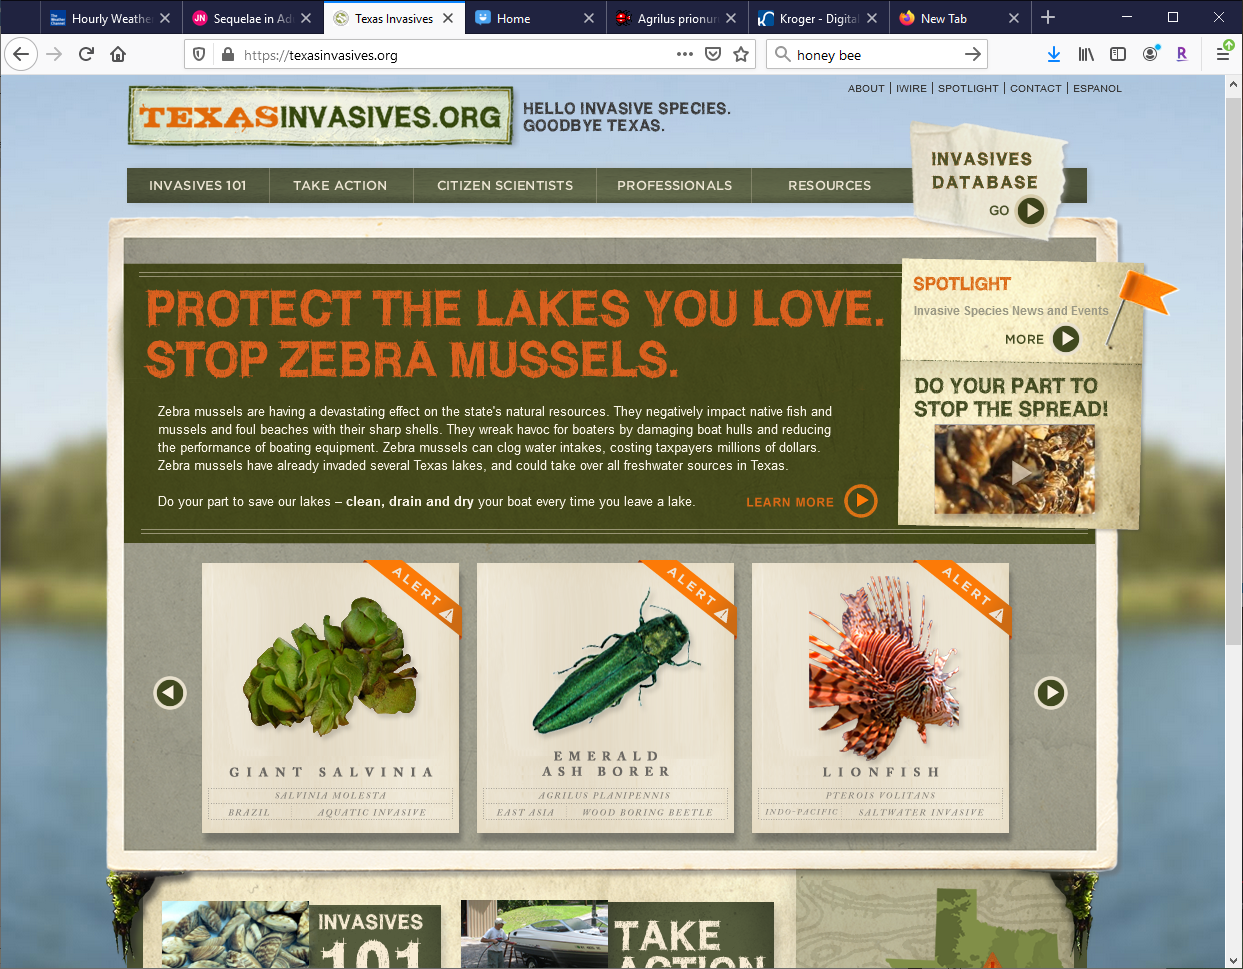 Hourly Weather
Sequelae in Ad
Texas Invasives
Home
Agrilus prionur
Kroger - Digital
New Tab
https://texasinvasives.org
honey bee
ABOUT | IWIRE | SPOTLIGHT | CONTACT | ESPANOL
TEXASINVASIVES.ORG
HELLO INVASIVE SPECIES.
GOODBYE TEXAS.
INVASIVES
DATABASE
GO
INVASIVES 101
TAKE ACTION
CITIZEN SCIENTISTS
PROFESSIONALS
RESOURCES
PROTECT THE LAKES YOU LOVE.
STOP ZEBRA MUSSELS.
Zebra mussels are having a devastating effect on the state's natural resources. They negatively impact native fish and
mussels and foul beaches with their sharp shells. They wreak havoc for boaters by damaging boat hulls and reducing
the performance of boating equipment. Zebra mussels can clog water intakes, costing taxpayers millions of dollars.
Zebra mussels have already invaded several Texas lakes, and could take over all freshwater sources in Texas.
Do your part to save our lakes – clean, drain and dry your boat every time you leave a lake.
LEARN MORE
SPOTLIGHT
Invasive Species News and Events
MORE
DO YOUR PART TO
STOP THE SPREAD!
ALERT
GIANT SALVINIA
SALVINIA MOLESTA
BRAZIL
AQUATIC INVASIVE
ALERT
EMERALD
ASH BORER
AGRILUS PLANIPENNIS
EAST ASIA
WOOD BORING BEETLE
ALERT
LIONFISH
PTEROIS VOLITANS
INDO-PACIFIC
SALTWATER INVASIVE
INVASIVES
101
TAKE
ACTION